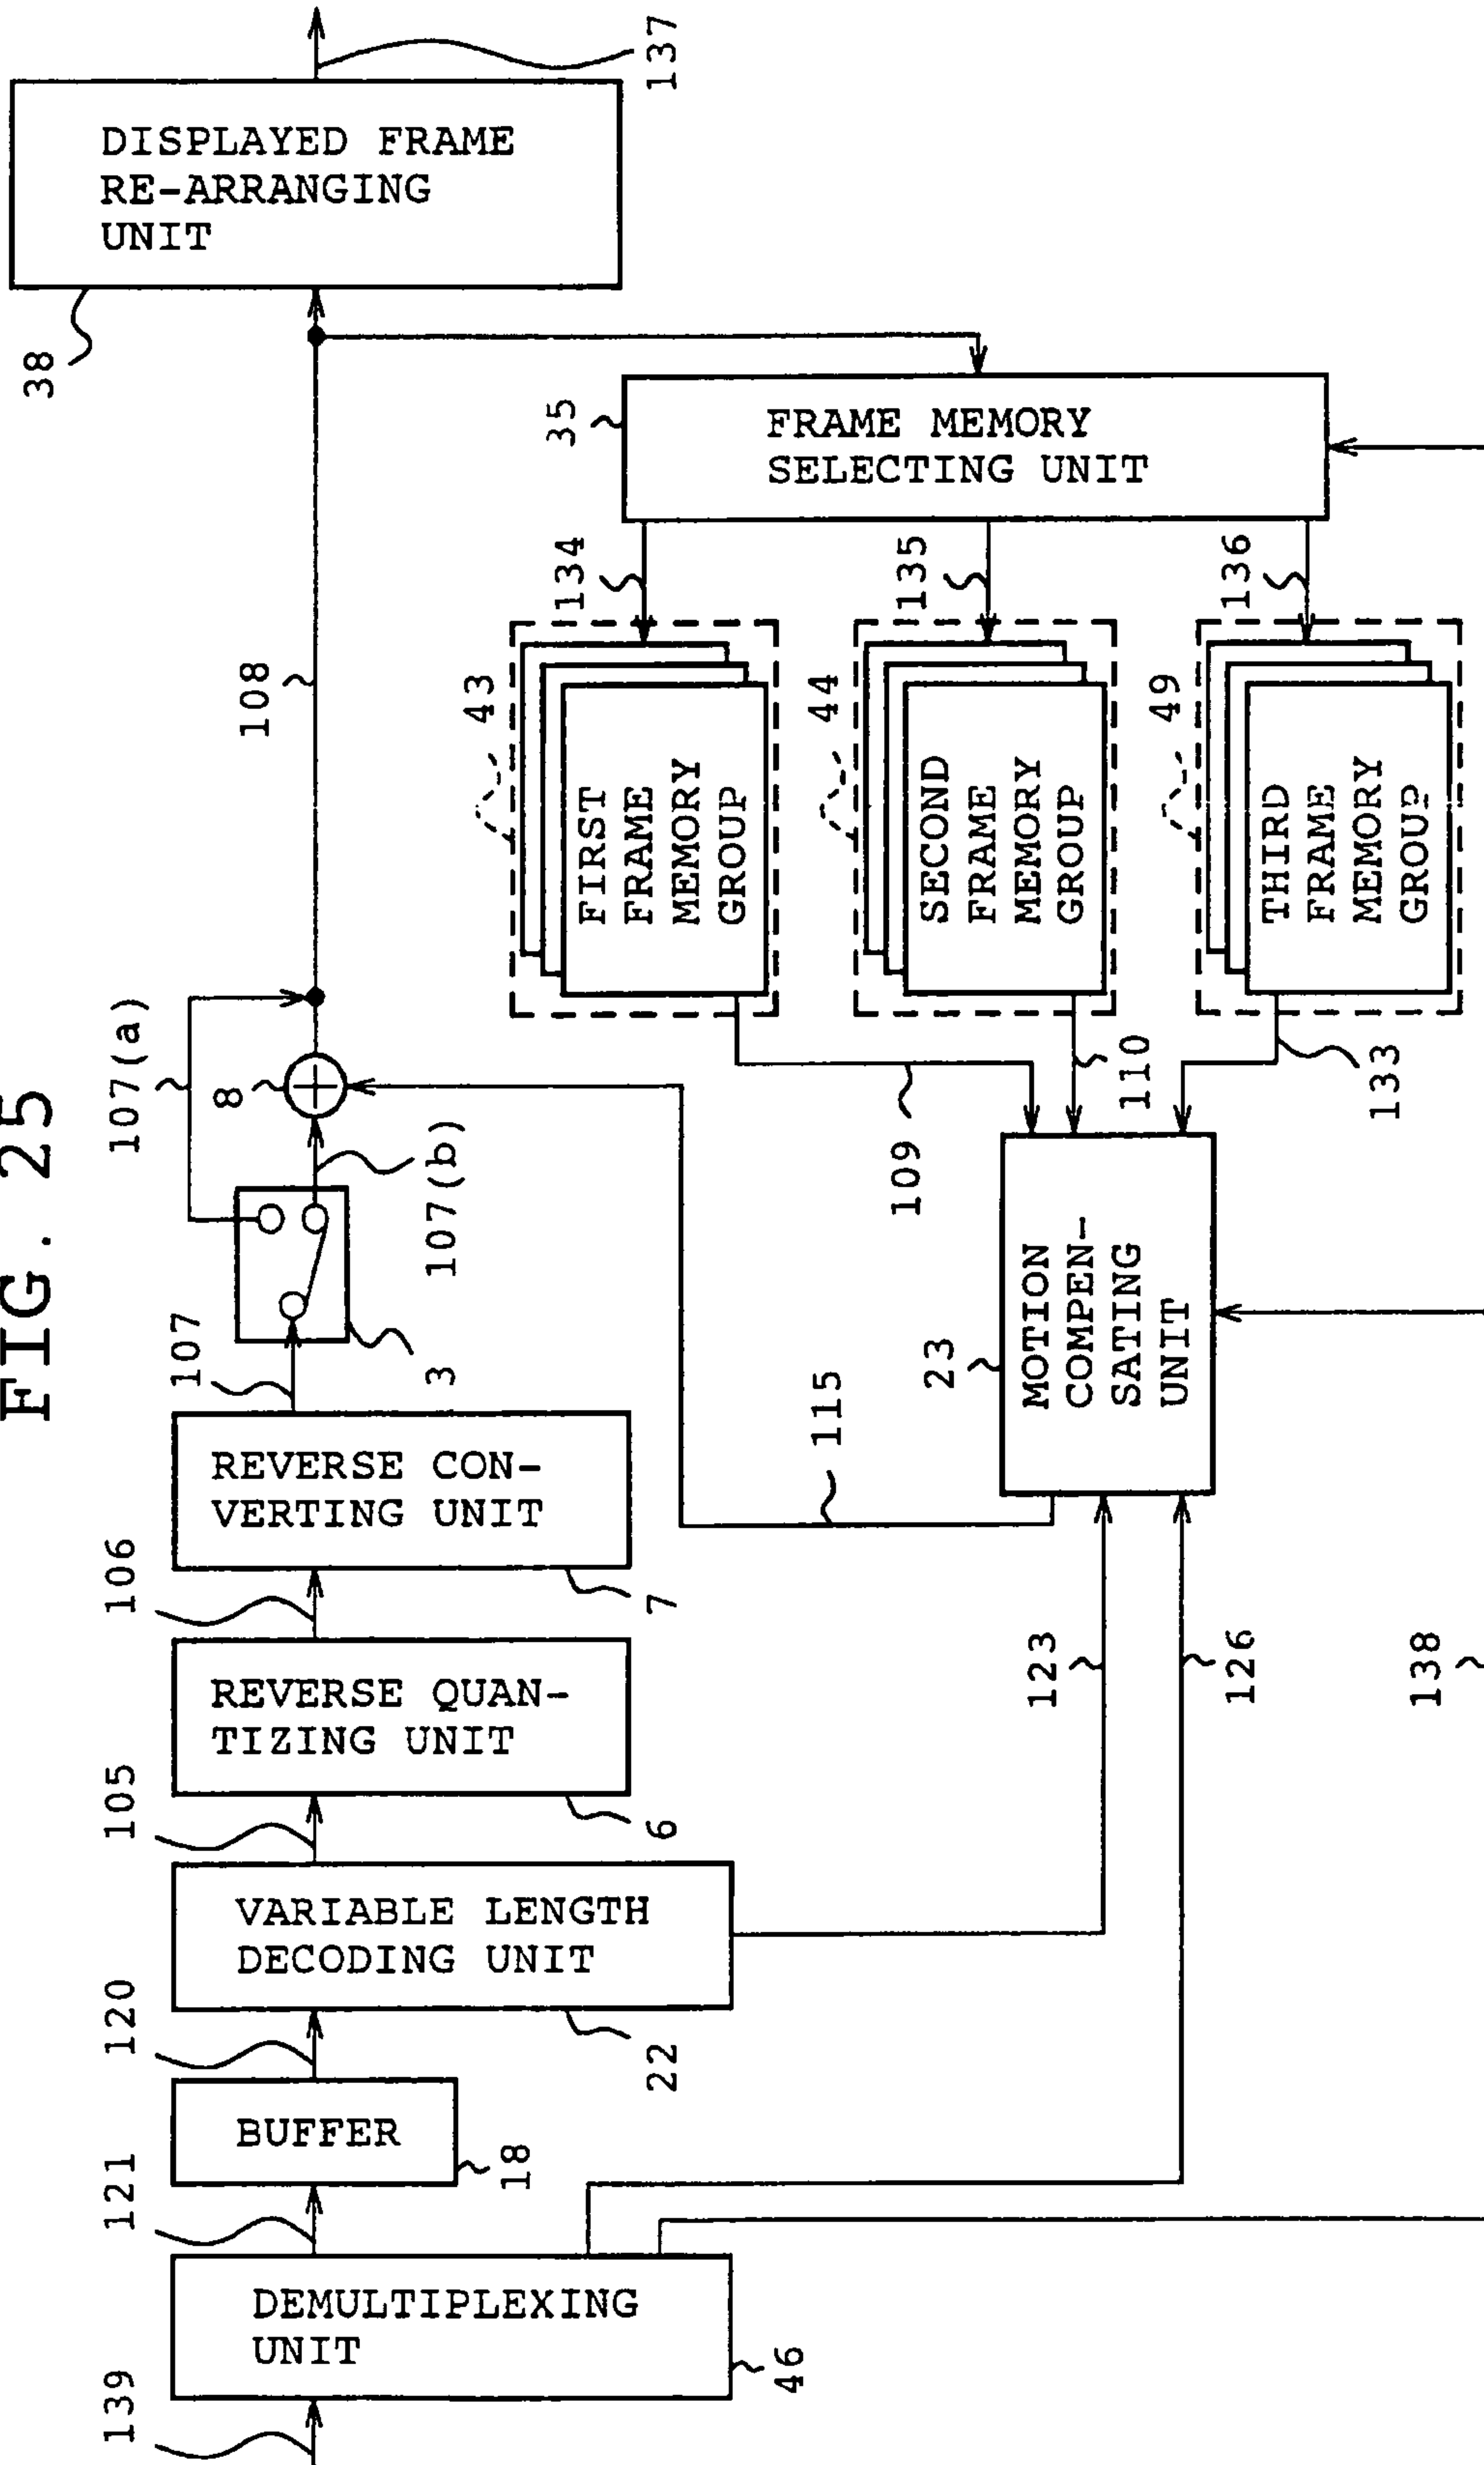 FIG. 25
139
DEMULTIPLEXING
UNIT
46
121
BUFFER
18
120
VARIABLE LENGTH
DECODING UNIT
22
105
REVERSE QUAN-
TIZING UNIT
6
106
REVERSE CON-
VERTING UNIT
7
107
3
107(a)
107(b)
8
108
38
DISPLAYED FRAME
RE-ARRANGING
UNIT
137
115
123
126
138
23
MOTION
COMPEN-
SATING
UNIT
109
110
133
43
FIRST
FRAME
MEMORY
GROUP
44
SECOND
FRAME
MEMORY
GROUP
49
THIRD
FRAME
MEMORY
GROUP
134
135
136
35
FRAME MEMORY
SELECTING UNIT